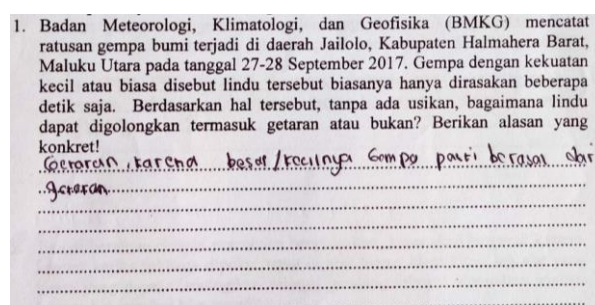 1. Badan Meteorologi, Klimatologi, dan Geofisika (BMKG) mencatat
ratusan gempa bumi terjadi di daerah Jailolo, Kabupaten Halmahera Barat,
Maluku Utara pada tanggal 27-28 September 2017. Gempa dengan kekuatan
kecil atau biasa disebut lindu tersebut biasanya hanya dirasakan beberapa
detik saja. Berdasarkan hal tersebut, tanpa ada usikan, bagaimana lindu
dapat digolongkan termasuk getaran atau bukan? Berikan alasan yang
konkret!
Getaran, karena besar/kecilnya Gempa pasti berasal dari
getaran